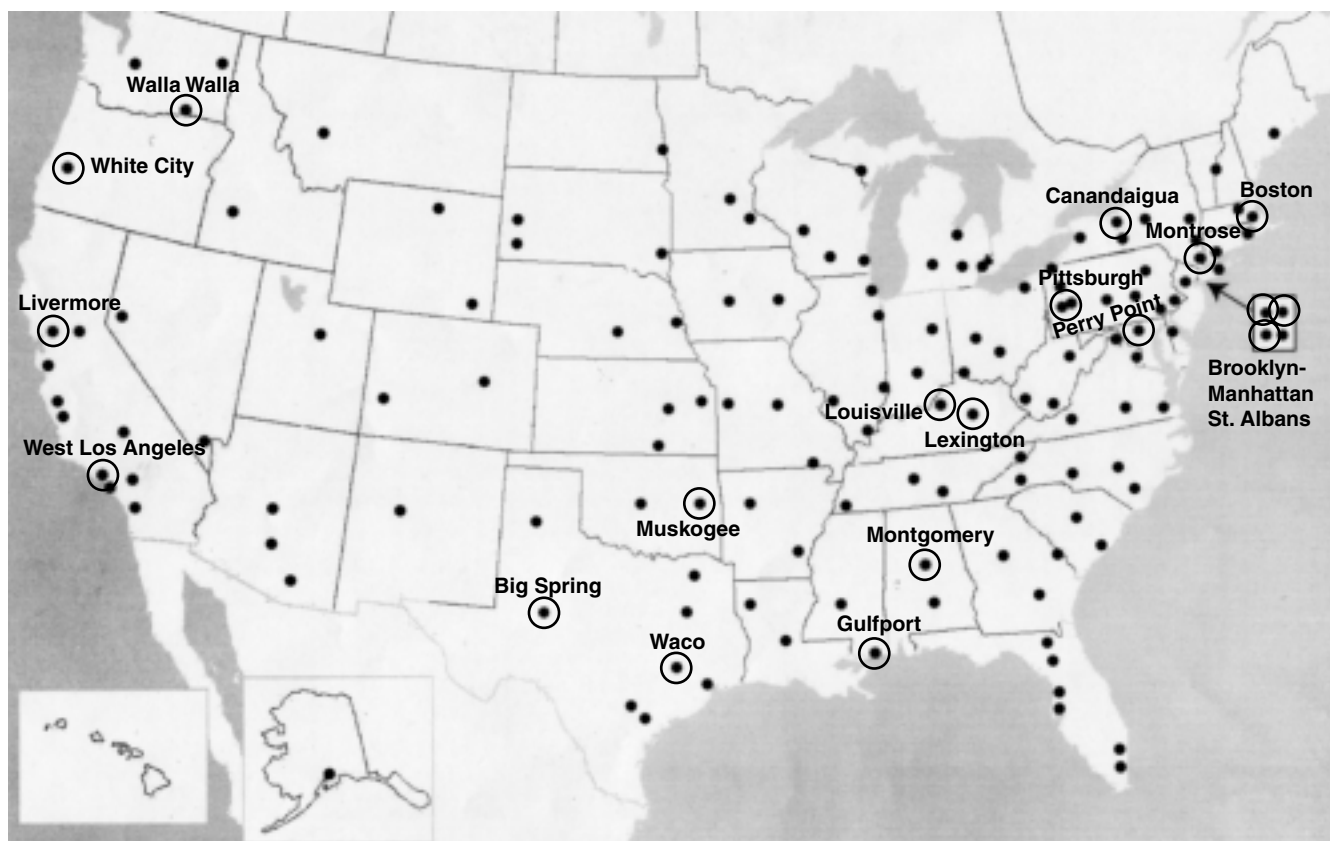 Walla Walla
White City
Canandaigua
Boston
Montrose
Pittsburgh
Livermore
Perry Point
Brooklyn-
Manhattan
St. Albans
Louisville
Lexington
West Los Angeles
Muskogee
Montgomery
Big Spring
Gulfport
Waco